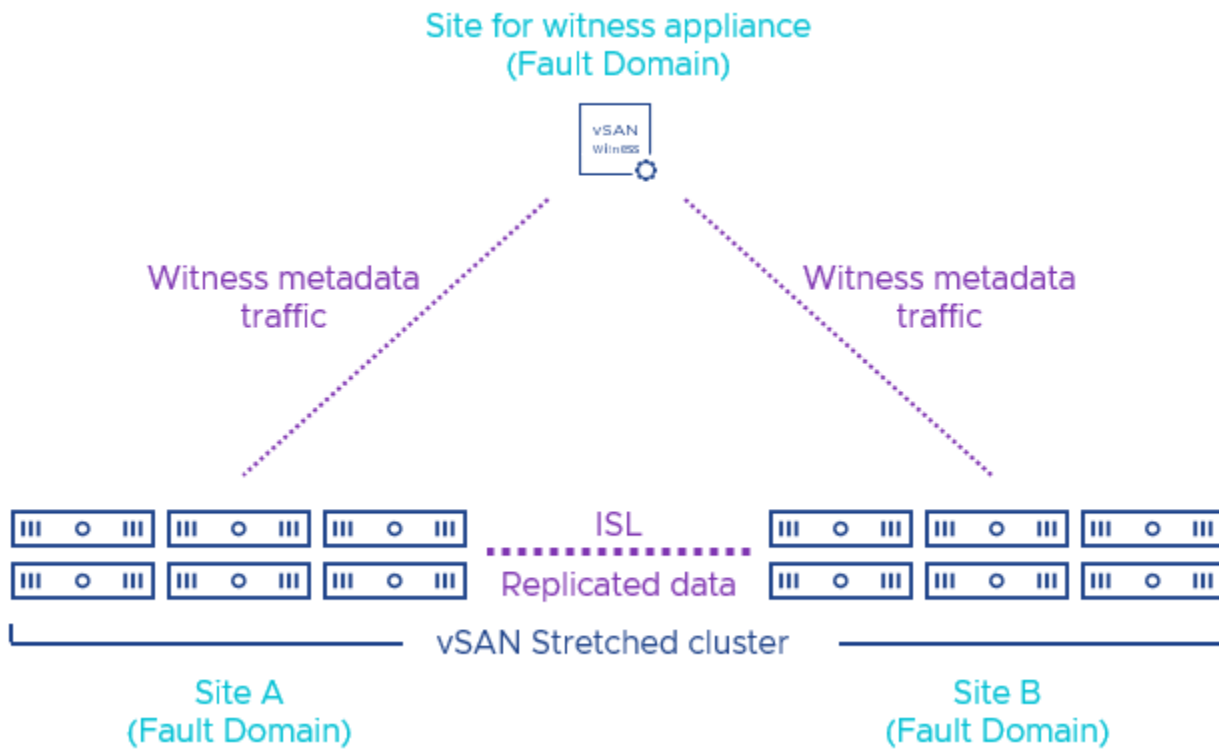 Site for witness appliance
(Fault Domain)
vSAN
Witness
Witness metadata
traffic
Witness metadata
traffic
ISL
Replicated data
vSAN Stretched cluster
Site A
(Fault Domain)
Site B
(Fault Domain)